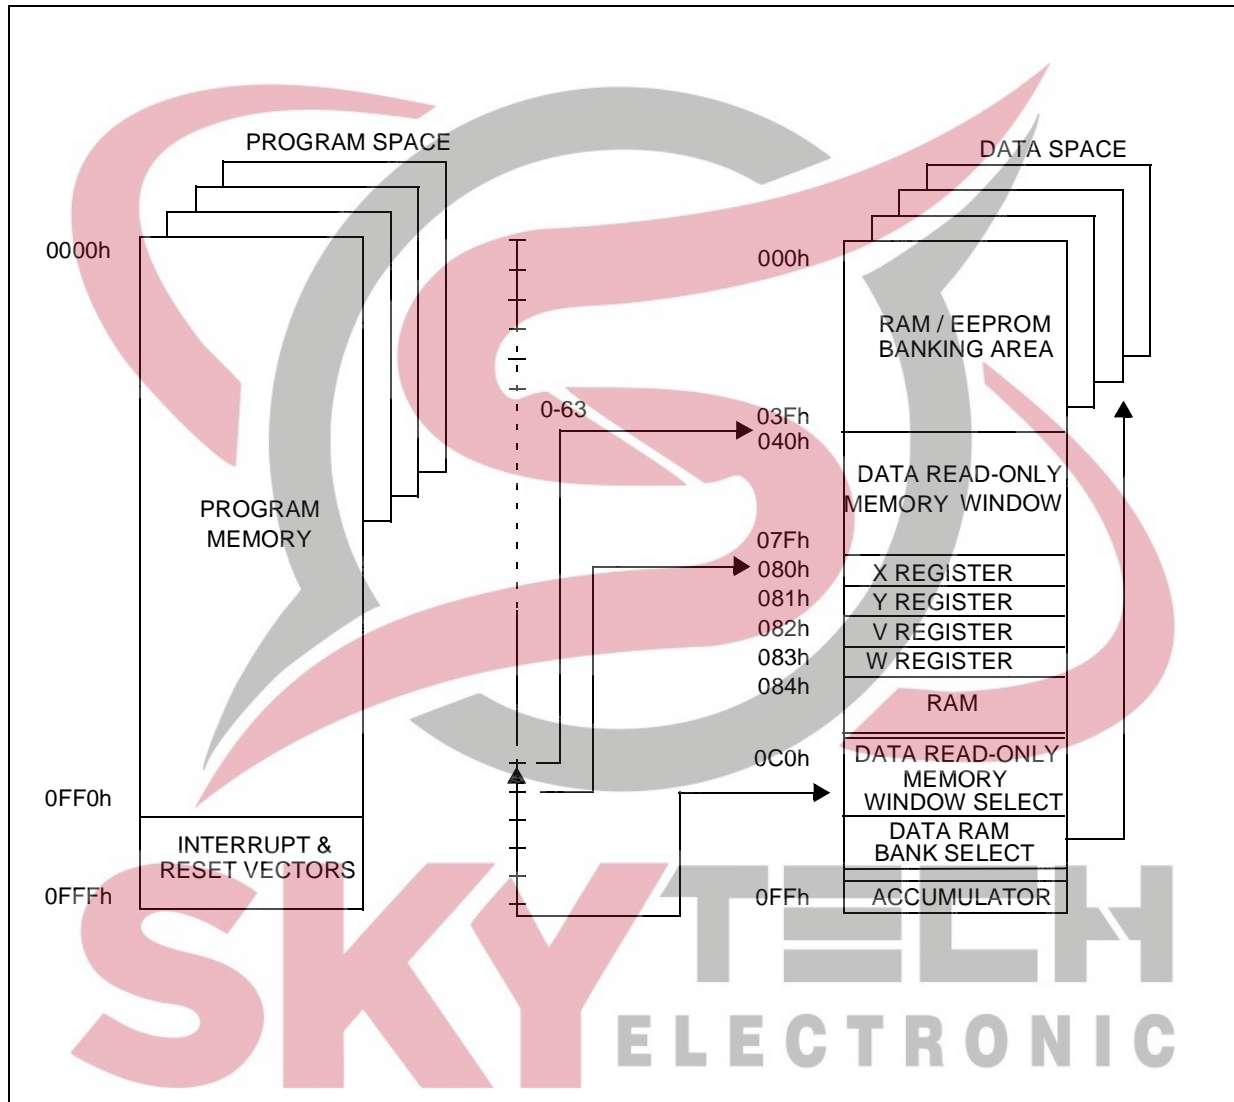 PROGRAM SPACE
0000h
PROGRAM
MEMORY
0FF0h
INTERRUPT &
RESET VECTORS
0FFFh
0-63
DATA SPACE
000h
RAM / EEPROM
BANKING AREA
03Fh
040h
DATA READ-ONLY
MEMORY WINDOW
07Fh
080h
X REGISTER
081h
Y REGISTER
082h
V REGISTER
083h
W REGISTER
084h
RAM
0C0h
DATA READ-ONLY
MEMORY
WINDOW SELECT
DATA RAM
BANK SELECT
0FFh
ACCUMULATOR
SKYTECH
ELECTRONIC